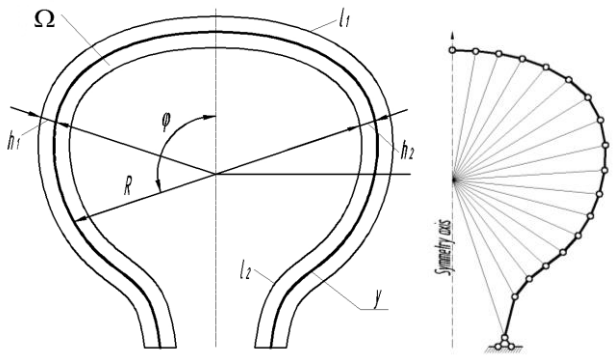 Ω
l₁
φ
h₁
h₂
R
l₂
y
Symmetry axis